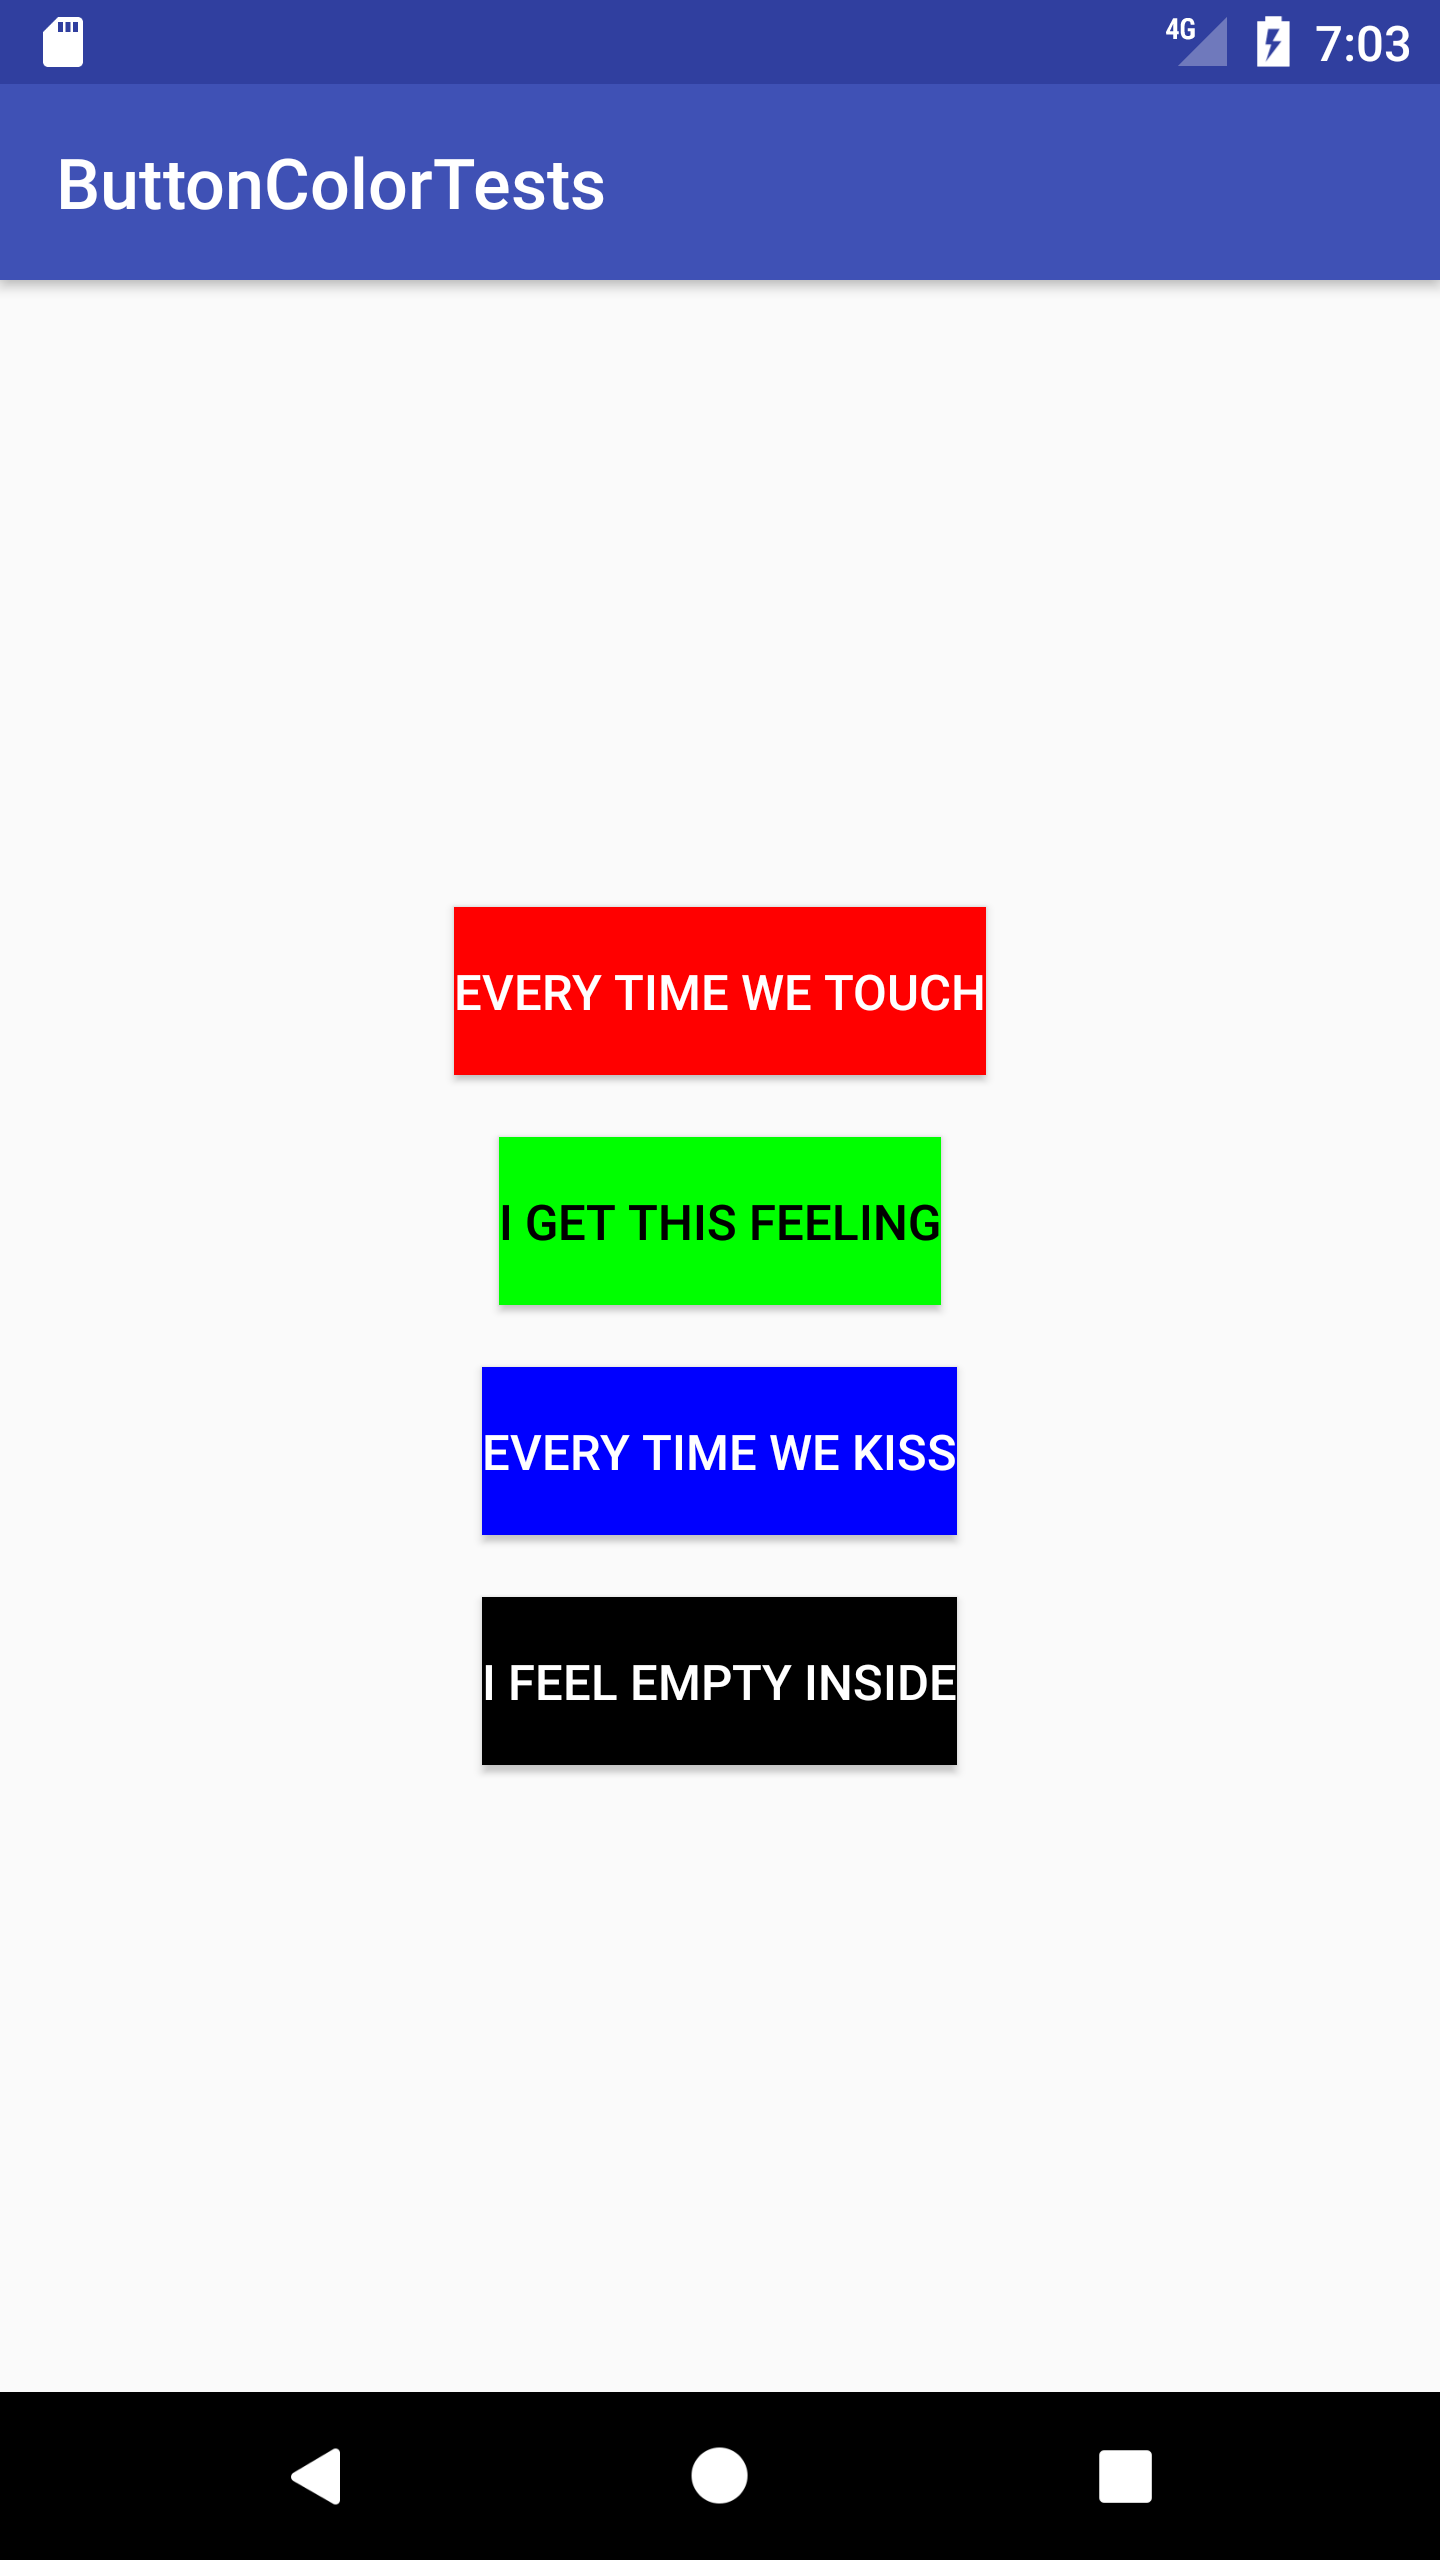 4G 7:03
ButtonColorTests
EVERY TIME WE TOUCH
I GET THIS FEELING
EVERY TIME WE KISS
I FEEL EMPTY INSIDE